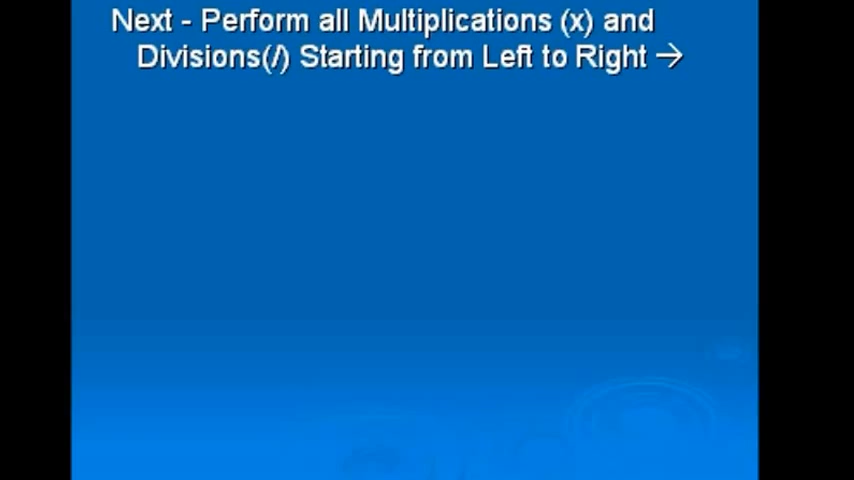 Next - Perform all Multiplications (x) and
Divisions(/) Starting from Left to Right →